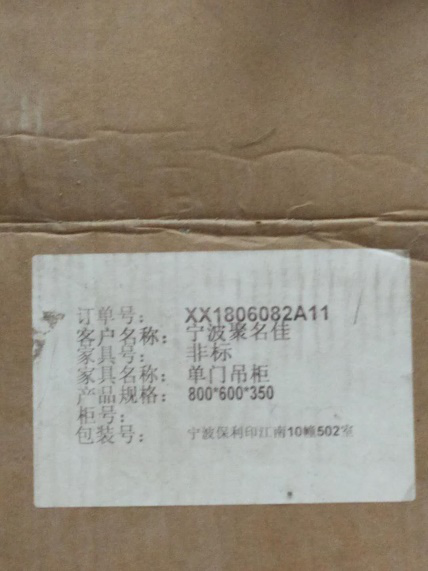 订单号： XX1806082A11
客户名称： 宁波聚名佳
家具号： 非标
家具名称： 单门吊柜
产品规格： 800*600*350
柜号：
包装号： 宁波保利印江南10幢502室